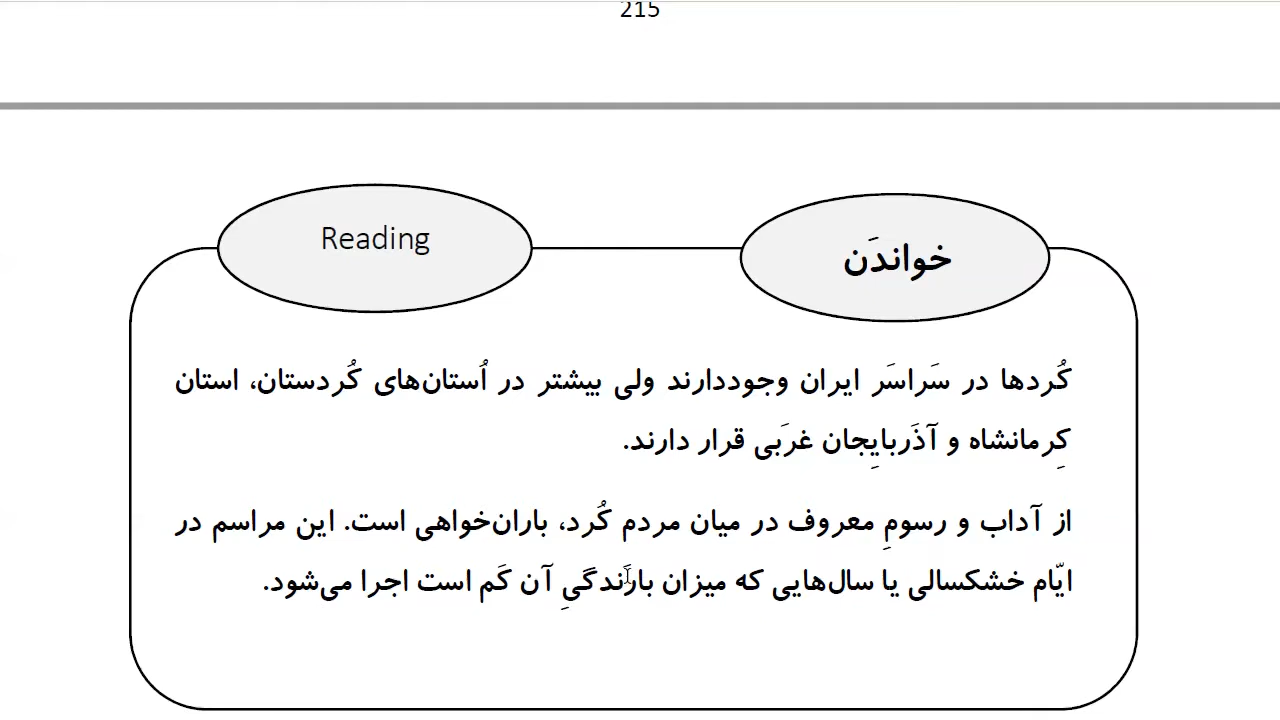 215
Reading
خواندَن
کُردها در سَراسَر ایران وجوددارند ولی بیشتر در اُستان‌های کُردستان، استان
کِرمانشاه و آذَربایِجان غرَبی قرار دارند.
از آداب و رسومِ معروف در میان مردم کُرد، باران‌خواهی است. این مراسم در
ایّام خشکسالی یا سال‌هایی که میزان بارَندگیِ آن کَم است اجرا می‌شود.